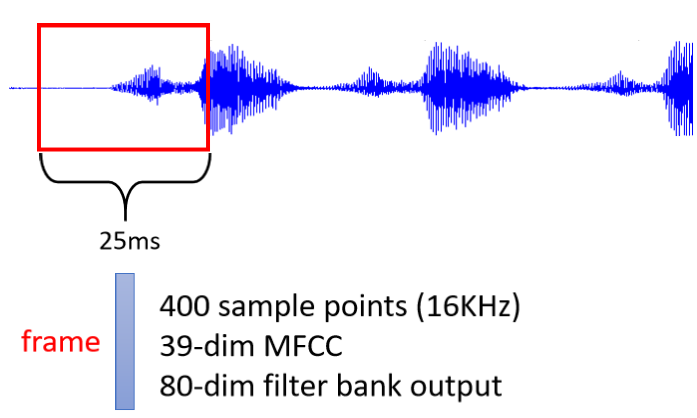 25ms
400 sample points (16KHz)
frame
39-dim MFCC
80-dim filter bank output